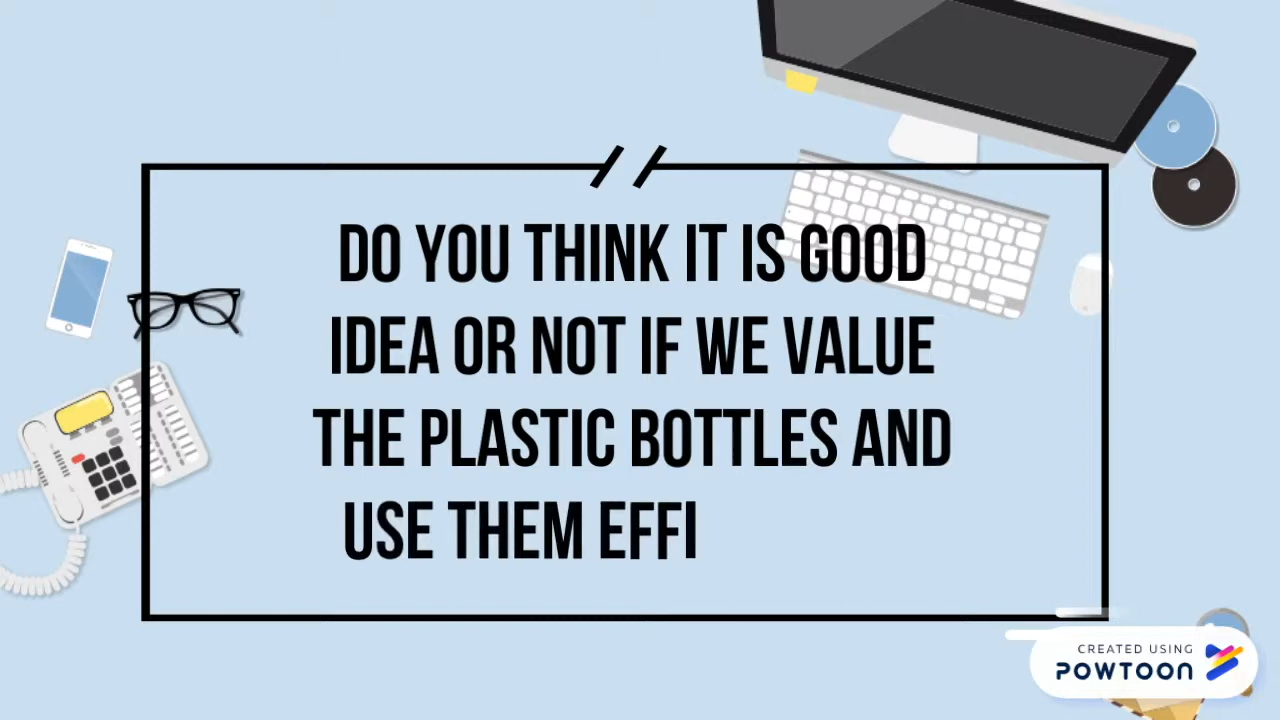 DO YOU THINK IT IS GOOD
IDEA OR NOT IF WE VALUE
THE PLASTIC BOTTLES AND
USE THEM EFFI
CREATED USING
POWTOON